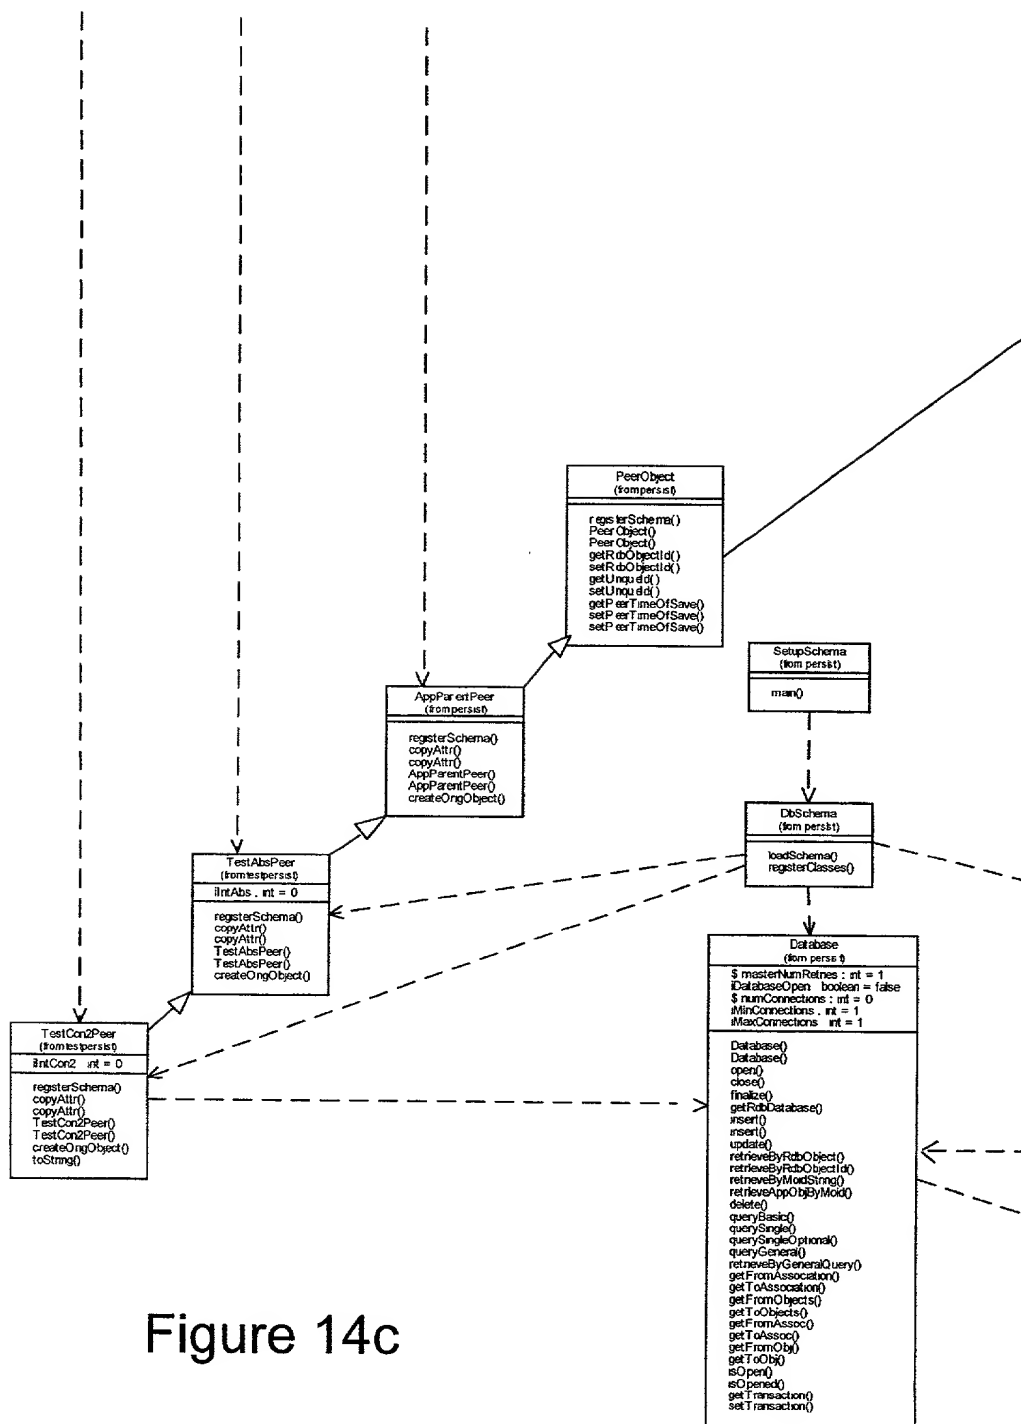 PeerObject
(from persist)
registerSchema()
PeerObject()
PeerObject()
getRdbObjectId()
setRdbObjectId()
getUniqueId()
setUniqueId()
getPeerTimeOfSave()
setPeerTimeOfSave()
setPeerTimeOfSave()
SetupSchema
(from persist)
main()
AppParentPeer
(from persist)
registerSchema()
copyAttr()
copyAttr()
AppParentPeer()
AppParentPeer()
createOrigObject()
DbSchema
(from persist)
loadSchema()
registerClasses()
TestAbsPeer
(from testpersist)
iIntAbs : int = 0
registerSchema()
copyAttr()
copyAttr()
TestAbsPeer()
TestAbsPeer()
createOrigObject()
TestCon2Peer
(from testpersist)
iIntCon2 : int = 0
registerSchema()
copyAttr()
copyAttr()
TestCon2Peer()
TestCon2Peer()
createOrigObject()
toString()
Database
(from persist)
$ masterNumRetries : int = 1
iDatabaseOpen : boolean = false
$ numConnections : int = 0
iMinConnections : int = 1
iMaxConnections : int = 1
Database()
Database()
open()
close()
finalize()
getRdbDatabase()
insert()
insert()
update()
retrieveByRdbObject()
retrieveByRdbObjectId()
retrieveByMoidString()
retrieveAppObjByMoid()
delete()
queryBasic()
querySingle()
querySingleOptional()
queryGeneral()
retrieveByGeneralQuery()
getFromAssociation()
getToAssociation()
getFromObjects()
getToObjects()
getFromAssoc()
getToAssoc()
getFromObj()
getToObj()
isOpen()
isOpened()
getTransaction()
setTransaction()
Figure 14c